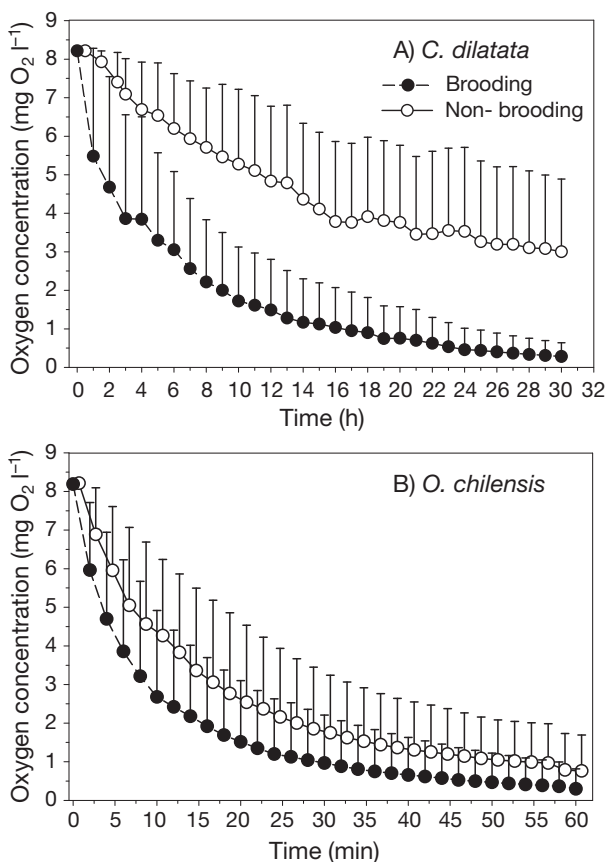 A) C. dilatata
Brooding
Non- brooding
Oxygen concentration (mg O₂ l⁻¹)
9
8
7
6
5
4
3
2
1
0
0 2 4 6 8 10 12 14 16 18 20 22 24 26 28 30 32
Time (h)
B) O. chilensis
Oxygen concentration (mg O₂ l⁻¹)
9
8
7
6
5
4
3
2
1
0
0 5 10 15 20 25 30 35 40 45 50 55 60
Time (min)